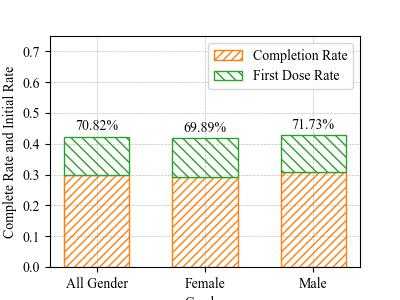 Complete Rate and Initial Rate
0.7
0.6
0.5
0.4
0.3
0.2
0.1
0.0
Completion Rate
First Dose Rate
70.82%
69.89%
71.73%
All Gender
Female
Male